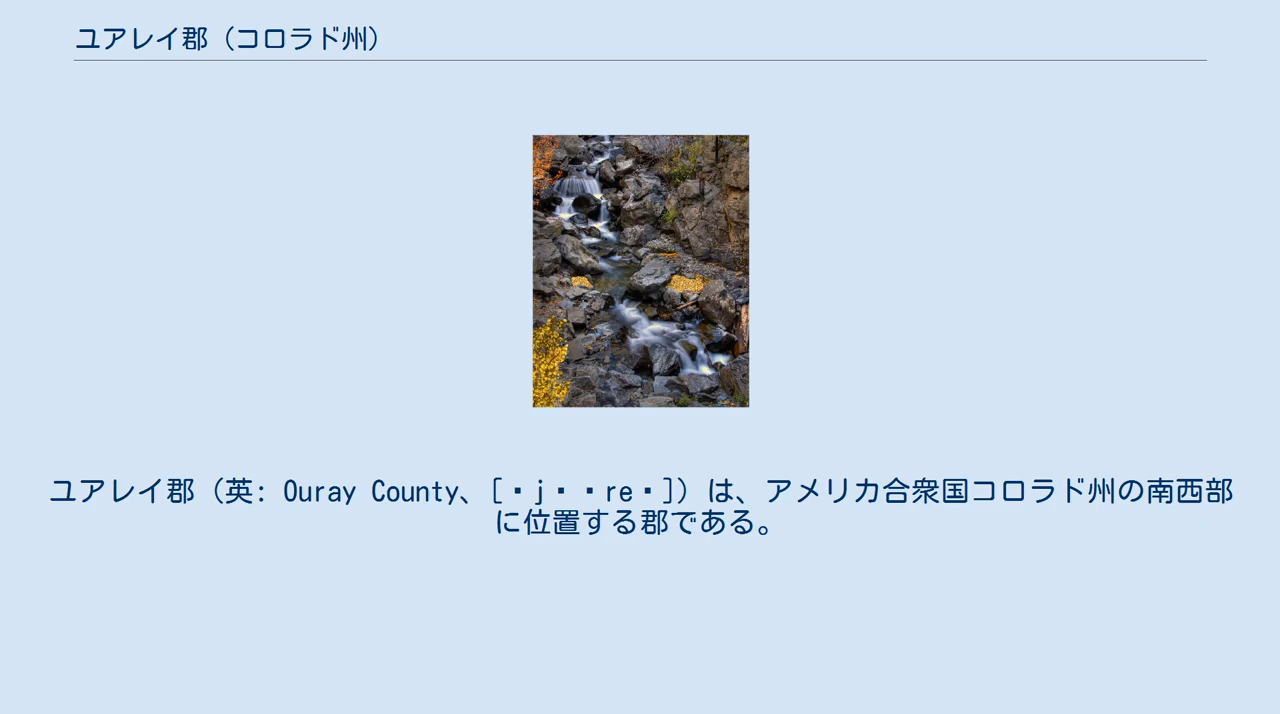 ユアレイ郡（コロラド州）
ユアレイ郡（英: Ouray County、[・j・・re・]）は、アメリカ合衆国コロラド州の南西部
に位置する郡である。